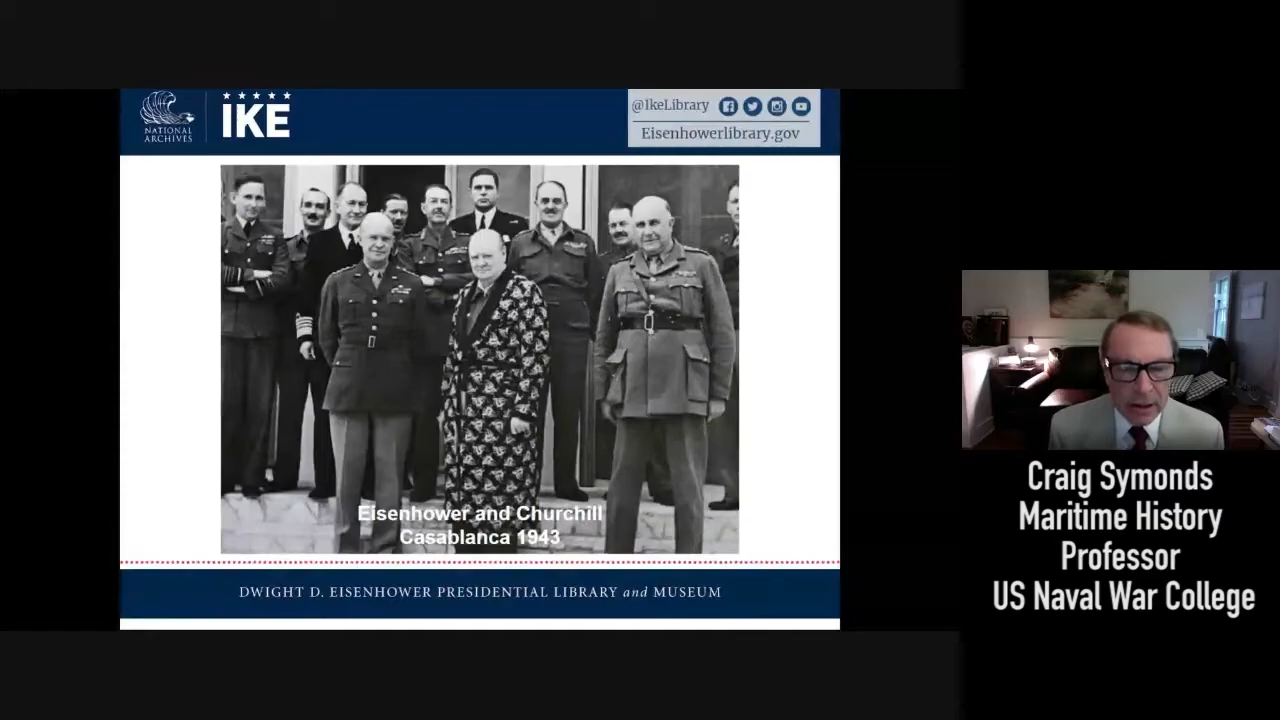 NATIONAL
ARCHIVES
IKE
@IkeLibrary
Eisenhowerlibrary.gov
Eisenhower and Churchill
Casablanca 1943
DWIGHT D. EISENHOWER PRESIDENTIAL LIBRARY and MUSEUM
Craig Symonds
Maritime History
Professor
US Naval War College